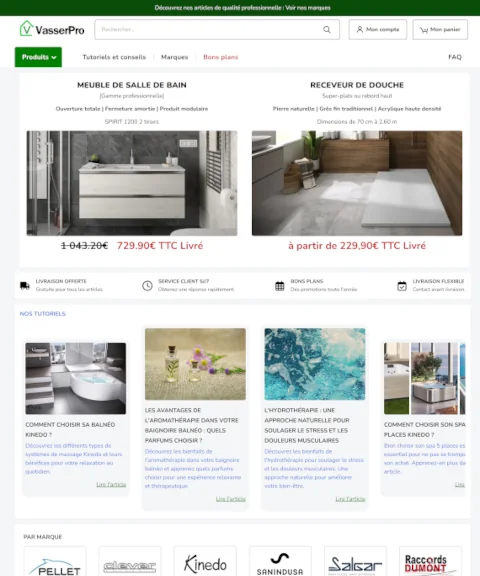 Découvrez nos articles de qualité professionnelle : Voir nos marques
VasserPro
Rechercher...
Mon compte
Mon panier
Produits
Tutoriels et conseils
Marques
Bons plans
FAQ
MEUBLE DE SALLE DE BAIN
[Gamme professionnelle]
Ouverture totale | Fermeture amortie | Produit modulaire
SPIRIT 1200 2 tiroirs
1 043.20€ 729.90€ TTC Livré
RECEVEUR DE DOUCHE
Super-plats ou rebord haut
Pierre naturelle | Grès fin traditionnel | Acrylique haute densité
Dimensions de 70 cm à 2.60 m
à partir de 229,90€ TTC Livré
LIVRAISON OFFERTE
Gratuite pour tous les articles
SERVICE CLIENT 5J/7
Obtenez une réponse rapidement.
BONS PLANS
Des promotions toute l'année
LIVRAISON FLEXIBLE
Contact avant livraison.
NOS TUTORIELS
COMMENT CHOISIR SA BALNÉO
KINEDO ?
Découvrez les différents types de
systèmes de massage Kinedo et leurs
bénéfices pour votre relaxation au
quotidien.
Lire l'article
LES AVANTAGES DE
L'AROMATHÉRAPIE DANS VOTRE
BAIGNOIRE BALNÉO : QUELS
PARFUMS CHOISIR ?
Découvrez les bienfaits de
l'aromathérapie dans votre baignoire
balnéo et apprenez quels parfums
choisir pour une expérience relaxante
et thérapeutique.
Lire l'article
L'HYDROTHÉRAPIE : UNE
APPROCHE NATURELLE POUR
SOULAGER LE STRESS ET LES
DOULEURS MUSCULAIRES
Découvrez les bienfaits de
l'hydrothérapie pour soulager le stress
et les douleurs musculaires. Une
approche naturelle pour améliorer
votre bien-être.
Lire l'article
COMMENT CHOISIR SON SPA
PLACES KINEDO ?
Bien choisir son spa 5 places es
essentiel pour ne pas se trompe
son achat. Apprenez-en plus da
article.
Lire
PAR MARQUE
PELLET
clever
Kinedo
SANINDUSA
Salgar
Raccords
DUMONT